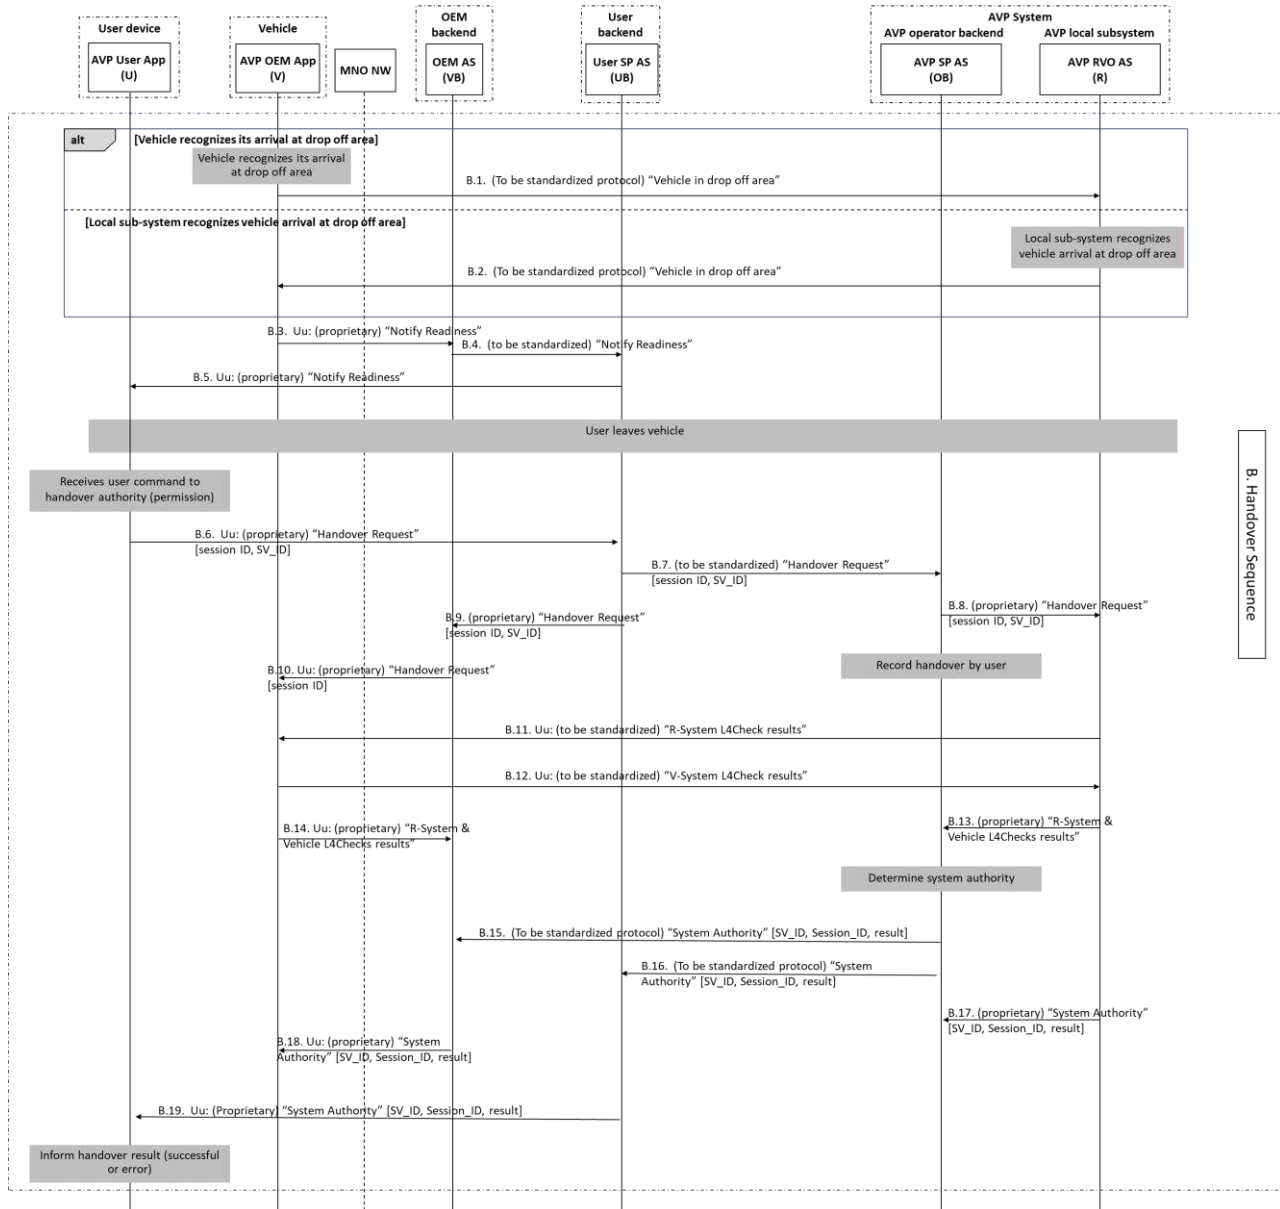 User device
Vehicle
OEM
backend
User
backend
AVP System
AVP operator backend
AVP local subsystem
AVP User App
(U)
AVP OEM App
(V)
MNO NW
OEM AS
(VB)
User SP AS
(UB)
AVP SP AS
(OB)
AVP RVO AS
(R)
alt
[Vehicle recognizes its arrival at drop off area]
Vehicle recognizes its arrival
at drop off area
B.1. (To be standardized protocol) “Vehicle in drop off area”
[Local sub-system recognizes vehicle arrival at drop off area]
Local sub-system recognizes
vehicle arrival at drop off area
B.2. (To be standardized protocol) “Vehicle in drop off area”
B.3. Uu: (proprietary) “Notify Readiness”
B.4. (to be standardized) “Notify Readiness”
B.5. Uu: (proprietary) “Notify Readiness”
User leaves vehicle
B. Handover Sequence
Receives user command to
handover authority (permission)
B.6. Uu: (proprietary) “Handover Request”
[session ID, SV_ID]
B.7. (to be standardized) “Handover Request”
[session ID, SV_ID]
B.8. (proprietary) “Handover Request”
[session ID, SV_ID]
B.9. (proprietary) “Handover Request”
[session ID, SV_ID]
Record handover by user
B.10. Uu: (proprietary) “Handover Request”
[session ID]
B.11. Uu: (to be standardized) “R-System L4Check results”
B.12. Uu: (to be standardized) “V-System L4Check results”
B.13. (proprietary) “R-System &
Vehicle L4Checks results”
B.14. Uu: (proprietary) “R-System &
Vehicle L4Checks results”
Determine system authority
B.15. (To be standardized protocol) “System Authority” [SV_ID, Session_ID, result]
B.16. (To be standardized protocol) “System
Authority” [SV_ID, Session_ID, result]
B.17. (proprietary) “System Authority”
[SV_ID, Session_ID, result]
B.18. Uu: (proprietary) “System
Authority” [SV_ID, Session_ID, result]
B.19. Uu: (Proprietary) “System Authority” [SV_ID, Session_ID, result]
Inform handover result (successful
or error)